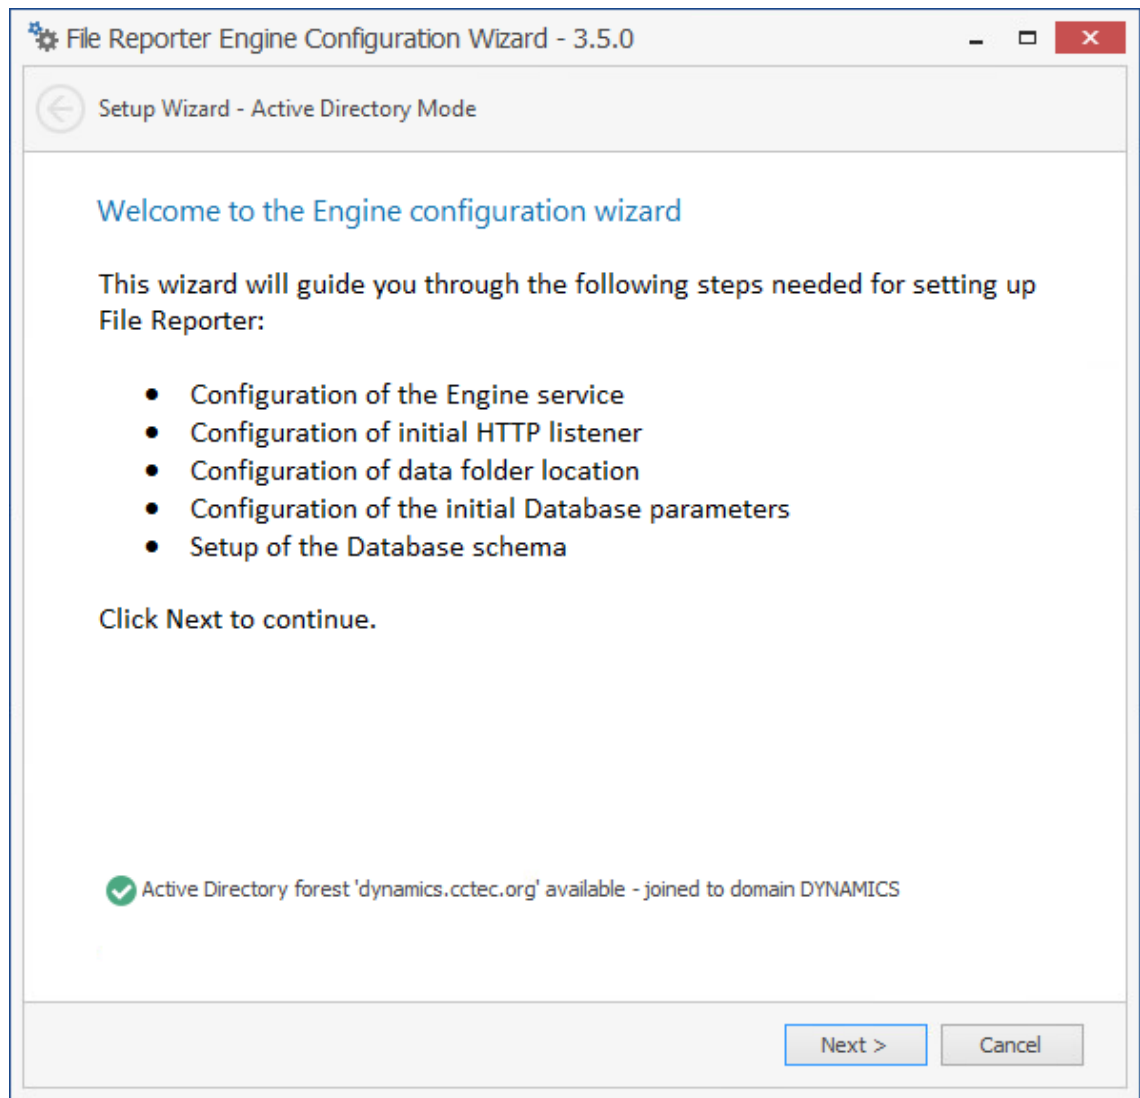 File Reporter Engine Configuration Wizard - 3.5.0
Setup Wizard - Active Directory Mode
Welcome to the Engine configuration wizard
This wizard will guide you through the following steps needed for setting up
File Reporter:
• Configuration of the Engine service
• Configuration of initial HTTP listener
• Configuration of data folder location
• Configuration of the initial Database parameters
• Setup of the Database schema
Click Next to continue.
Active Directory forest 'dynamics.cctec.org' available - joined to domain DYNAMICS
Next > Cancel